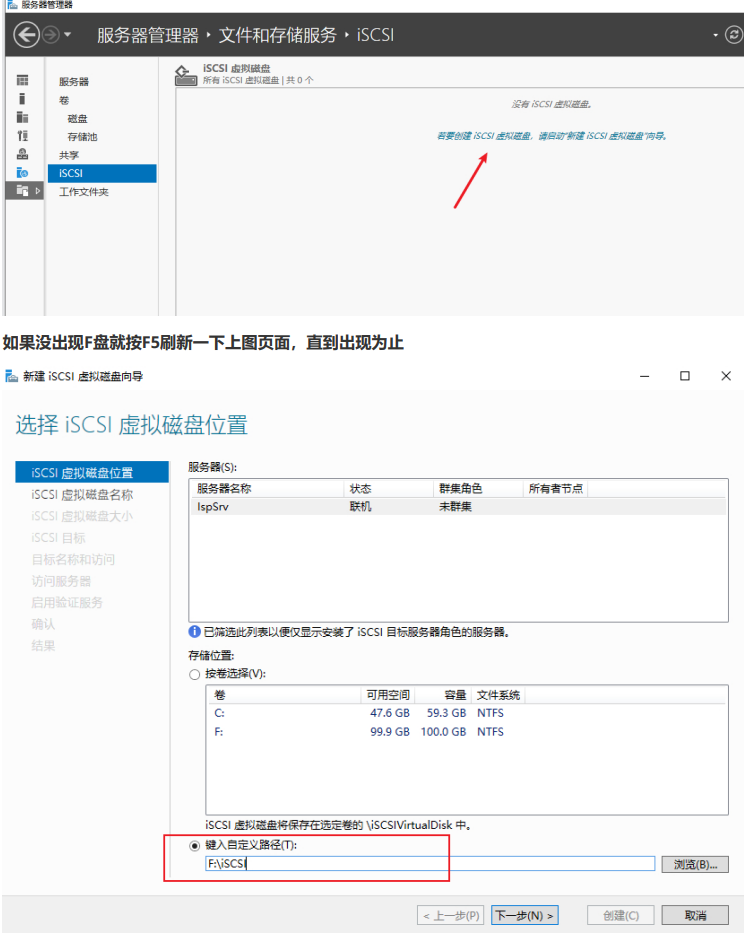 服务器管理器
服务器管理器 · 文件和存储服务 · iSCSI
iSCSI 虚拟磁盘
所有 iSCSI 虚拟磁盘 | 共 0 个
服务器
卷
磁盘
存储池
共享
iSCSI
工作文件夹
没有 iSCSI 虚拟磁盘。
若要创建 iSCSI 虚拟磁盘，请启动"新建 iSCSI 虚拟磁盘"向导。
如果没出现F盘就按F5刷新一下上图页面，直到出现为止
新建 iSCSI 虚拟磁盘向导
选择 iSCSI 虚拟磁盘位置
iSCSI 虚拟磁盘位置
iSCSI 虚拟磁盘名称
iSCSI 虚拟磁盘大小
iSCSI 目标
目标名称和访问
访问服务器
启用验证服务
确认
结果
服务器(S):
服务器名称 状态 群集角色 所有者节点
IspSrv 联机 未群集
已筛选此列表以便仅显示安装了 iSCSI 目标服务器角色的服务器。
存储位置:
按卷选择(V):
卷 可用空间 容量 文件系统
C: 47.6 GB 59.3 GB NTFS
F: 99.9 GB 100.0 GB NTFS
iSCSI 虚拟磁盘将保存在选定卷的 \iSCSIVirtualDisk 中。
键入自定义路径(T):
F:\iSCSI
浏览(B)...
< 上一步(P) 下一步(N) > 创建(C) 取消